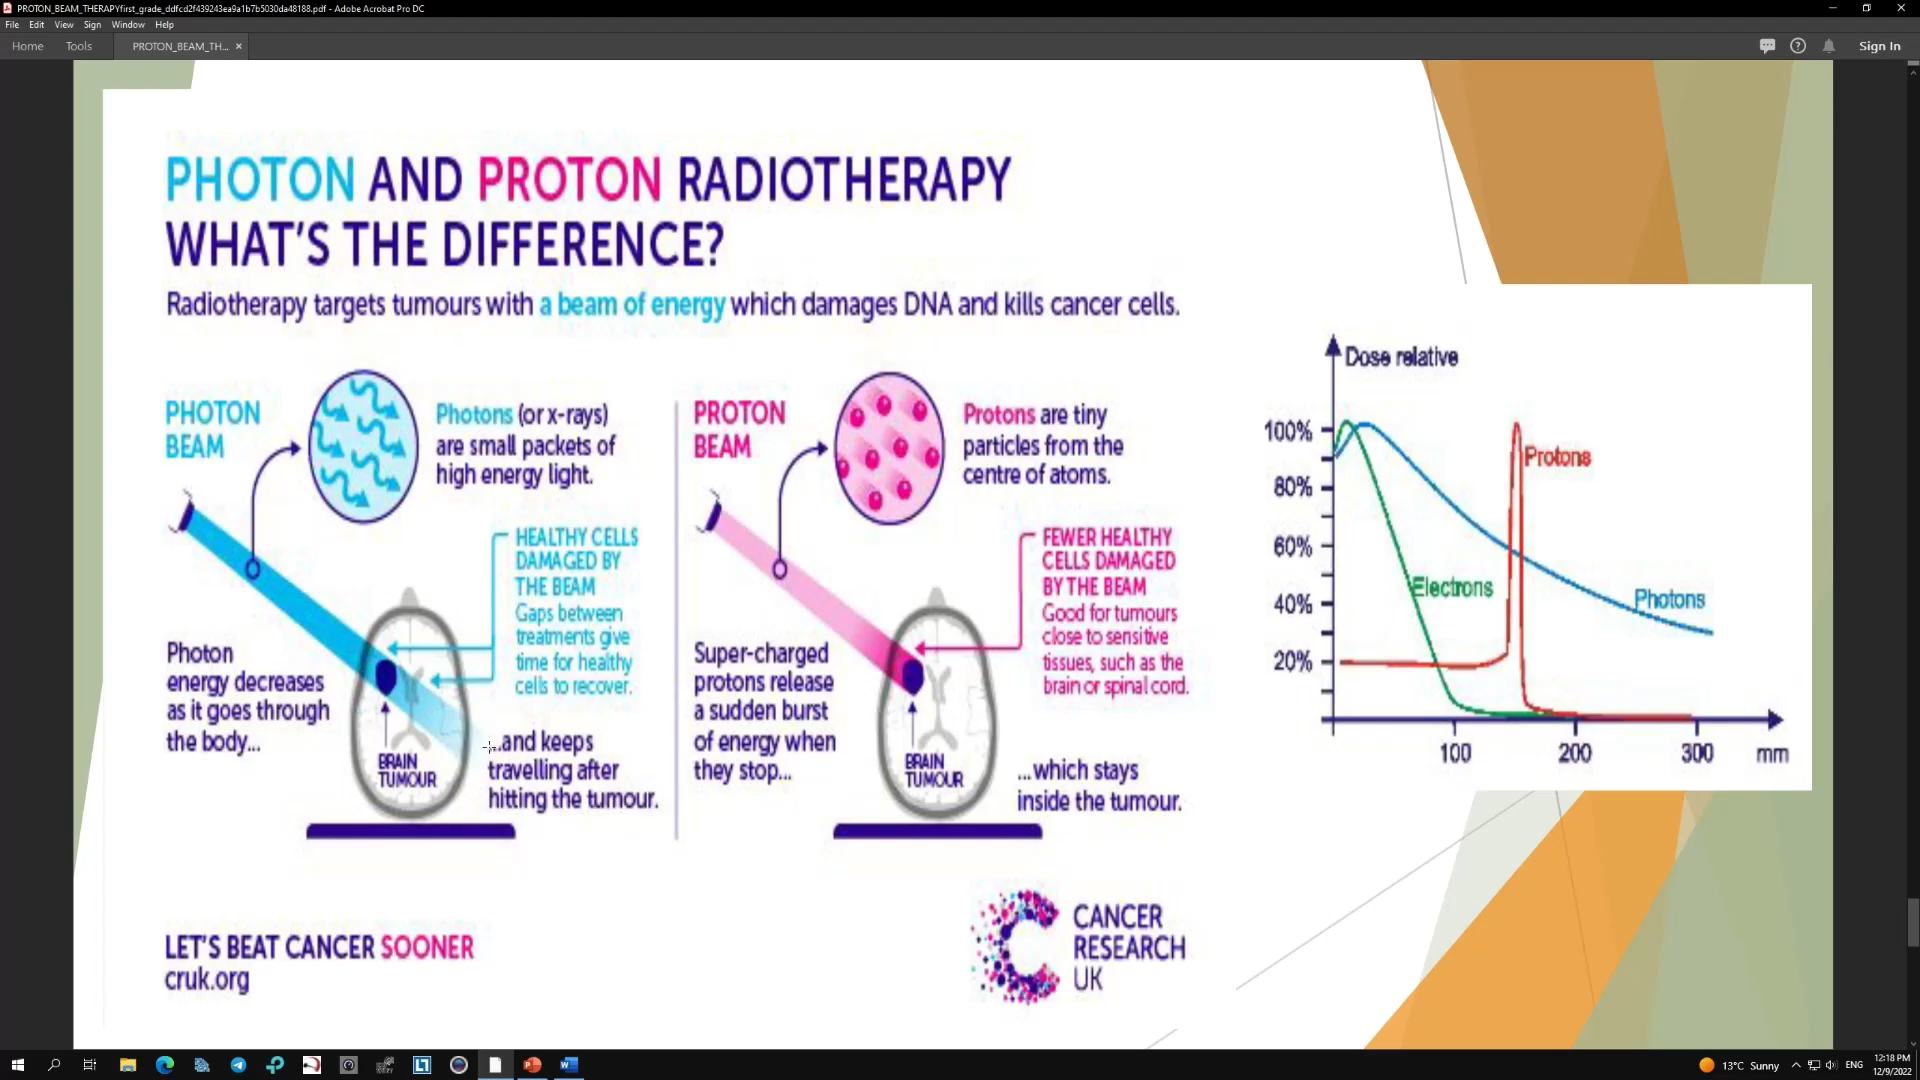 PROTON_BEAM_THERAPYfirst_grade_ddfcd2f439243ea9a1b7b5030da48188.pdf - Adobe Acrobat Pro DC
File Edit View Sign Window Help
Home Tools PROTON_BEAM_TH... × Sign In
PHOTON AND PROTON RADIOTHERAPY
WHAT'S THE DIFFERENCE?
Radiotherapy targets tumours with a beam of energy which damages DNA and kills cancer cells.
PHOTON
BEAM
Photons (or x-rays)
are small packets of
high energy light.
HEALTHY CELLS
DAMAGED BY
THE BEAM
Gaps between
treatments give
time for healthy
cells to recover.
Photon
energy decreases
as it goes through
the body...
BRAIN
TUMOUR
...and keeps
travelling after
hitting the tumour.
PROTON
BEAM
Protons are tiny
particles from the
centre of atoms.
FEWER HEALTHY
CELLS DAMAGED
BY THE BEAM
Good for tumours
close to sensitive
tissues, such as the
brain or spinal cord.
Super-charged
protons release
a sudden burst
of energy when
they stop...
BRAIN
TUMOUR
...which stays
inside the tumour.
LET'S BEAT CANCER SOONER
cruk.org
CANCER
RESEARCH
UK
Dose relative
100%
80%
60%
40%
20%
Protons
Electrons
Photons
100 200 300 mm
13°C Sunny ENG
12:18 PM
12/9/2022